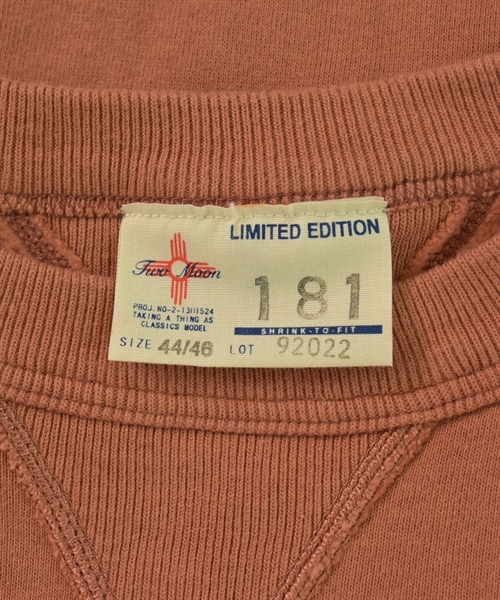 LIMITED EDITION
Two Moon
181
PROJ. NO-2-13111524
TAKING A THING AS
CLASSICS MODEL
SHRINK-TO-FIT
SIZE 44/46 LOT 92022